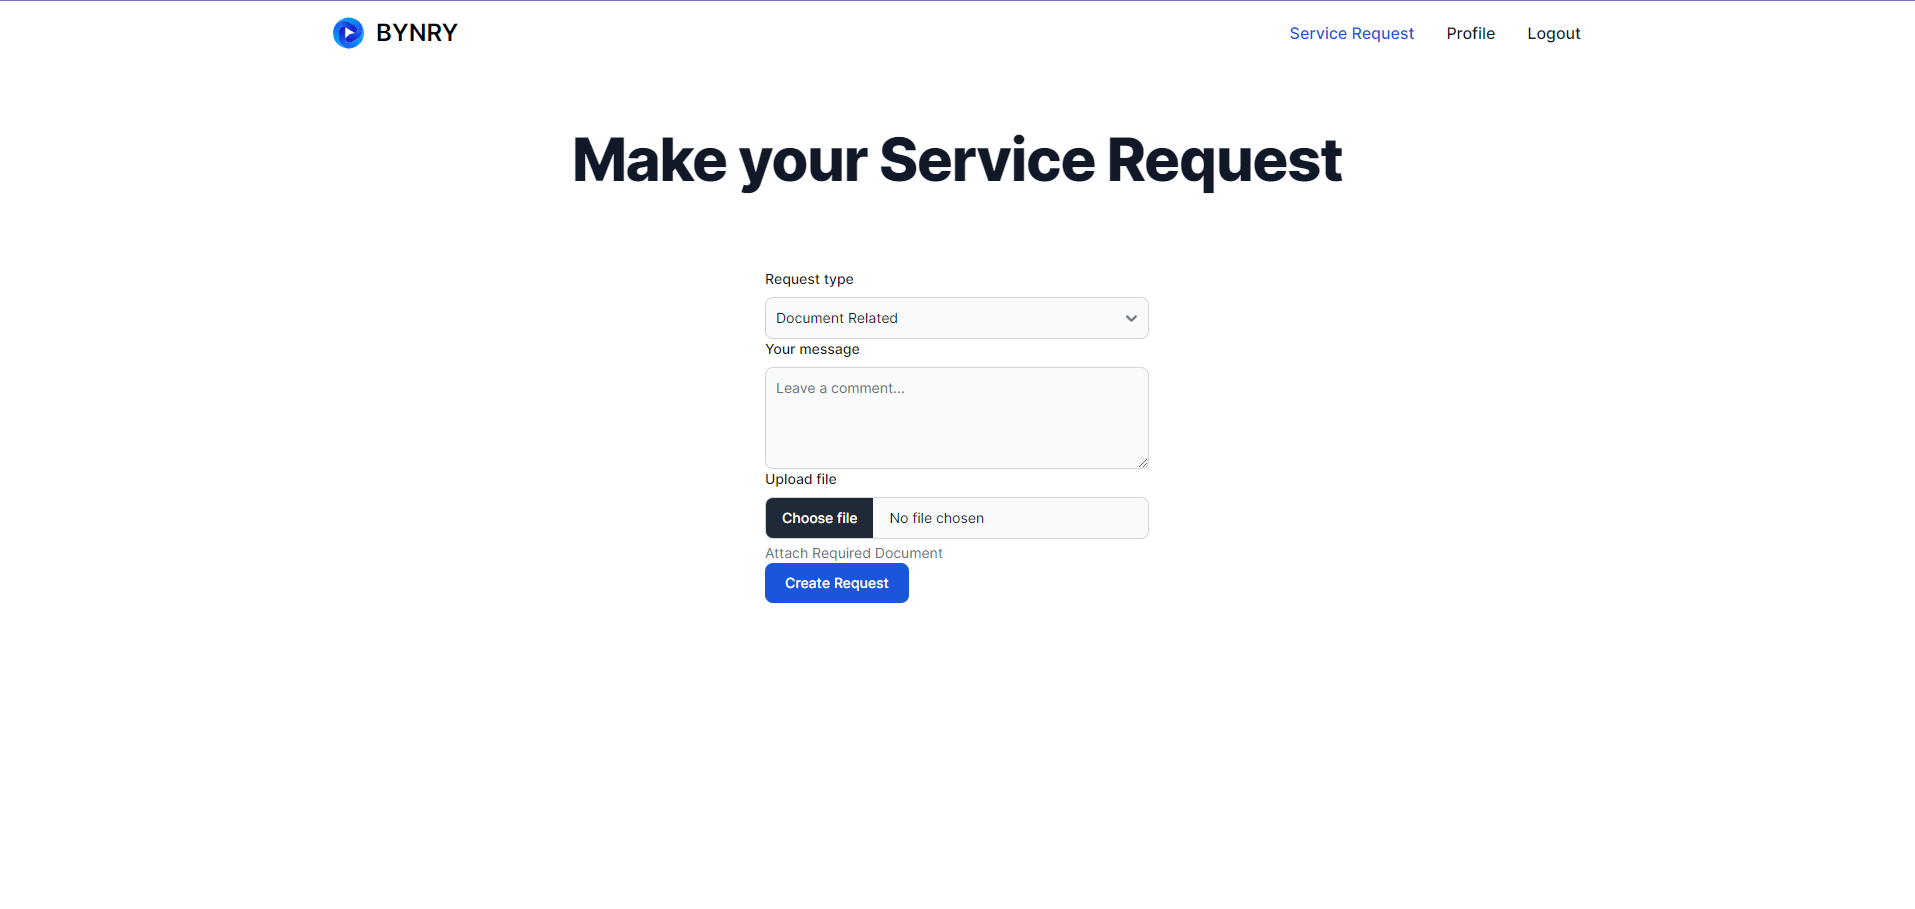 BYNRY
Service Request Profile Logout
Make your Service Request
Request type
Document Related
Your message
Leave a comment...
Upload file
Choose file No file chosen
Attach Required Document
Create Request